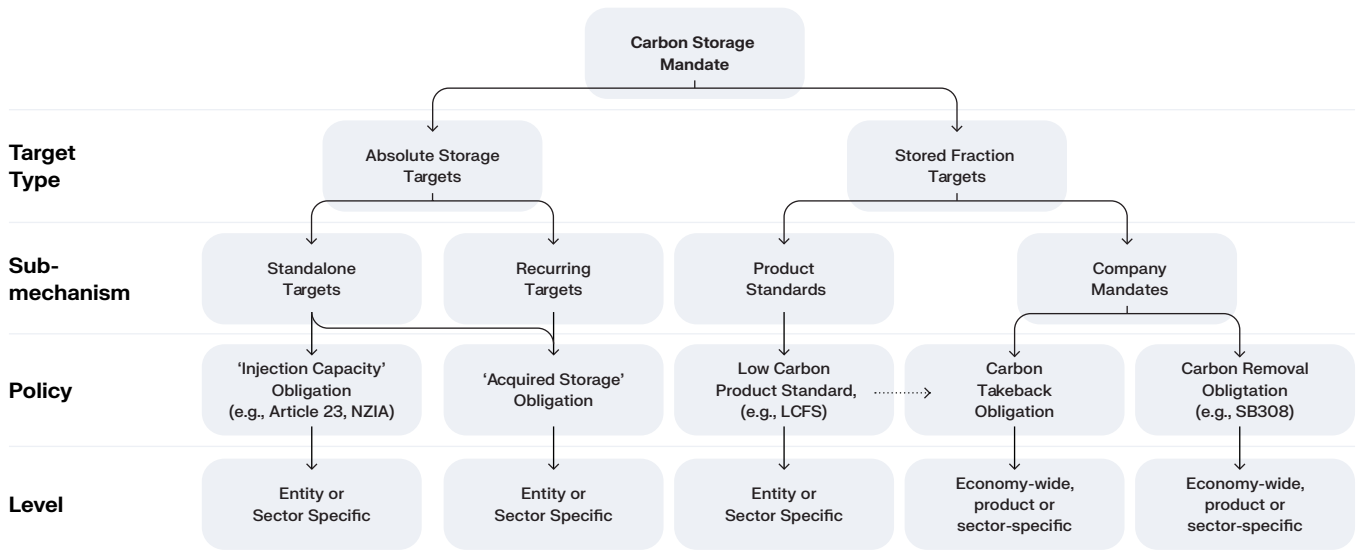 Carbon Storage
Mandate
Target
Type
Absolute Storage
Targets
Stored Fraction
Targets
Sub-
mechanism
Standalone
Targets
Recurring
Targets
Product
Standards
Company
Mandates
Policy
‘Injection Capacity’
Obligation
(e.g., Article 23, NZIA)
‘Acquired Storage’
Obligation
Low Carbon
Product Standard,
(e.g., LCFS)
Carbon
Takeback
Obligation
Carbon Removal
Obligtation
(e.g., SB308)
Level
Entity or
Sector Specific
Entity or
Sector Specific
Entity or
Sector Specific
Economy-wide,
product or
sector-specific
Economy-wide,
product or
sector-specific